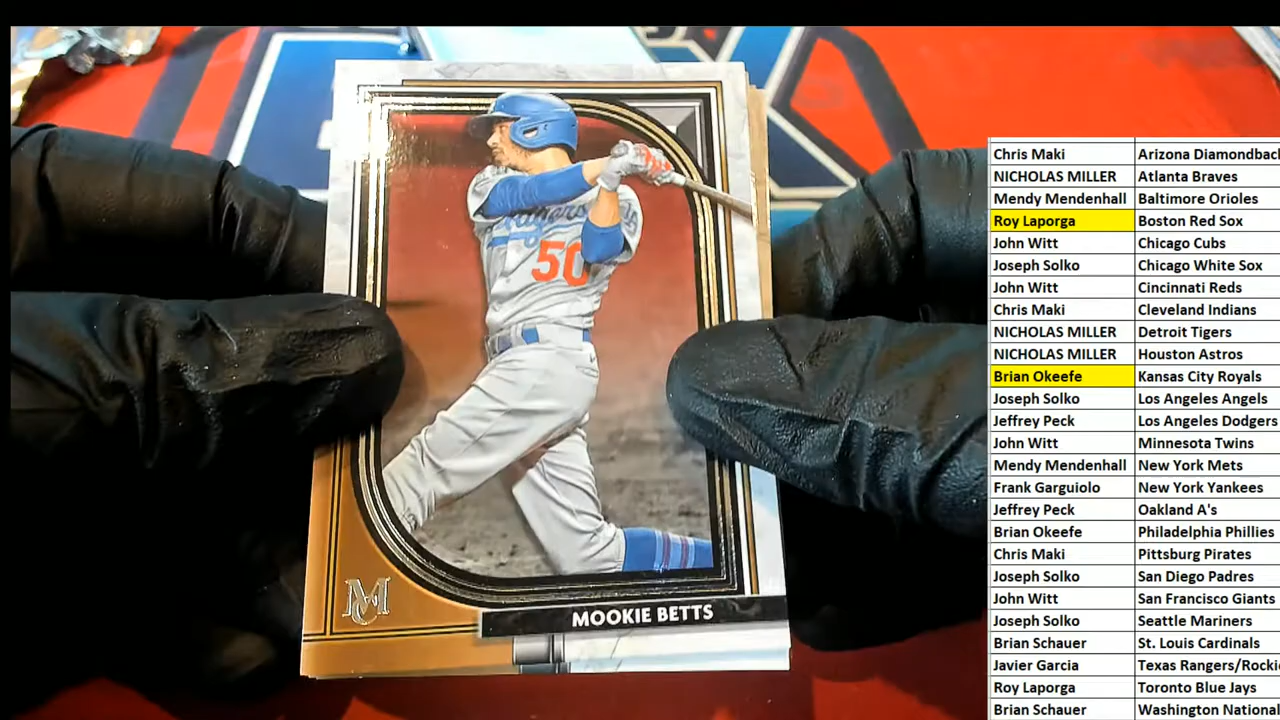 50
MC
MOOKIE BETTS
Chris Maki Arizona Diamondbac
NICHOLAS MILLER Atlanta Braves
Mendy Mendenhall Baltimore Orioles
Roy Laporga Boston Red Sox
John Witt Chicago Cubs
Joseph Solko Chicago White Sox
John Witt Cincinnati Reds
Chris Maki Cleveland Indians
NICHOLAS MILLER Detroit Tigers
NICHOLAS MILLER Houston Astros
Brian Okeefe Kansas City Royals
Joseph Solko Los Angeles Angels
Jeffrey Peck Los Angeles Dodgers
John Witt Minnesota Twins
Mendy Mendenhall New York Mets
Frank Garguiolo New York Yankees
Jeffrey Peck Oakland A's
Brian Okeefe Philadelphia Phillies
Chris Maki Pittsburg Pirates
Joseph Solko San Diego Padres
John Witt San Francisco Giants
Joseph Solko Seattle Mariners
Brian Schauer St. Louis Cardinals
Javier Garcia Texas Rangers/Rockie
Roy Laporga Toronto Blue Jays
Brian Schauer Washington National